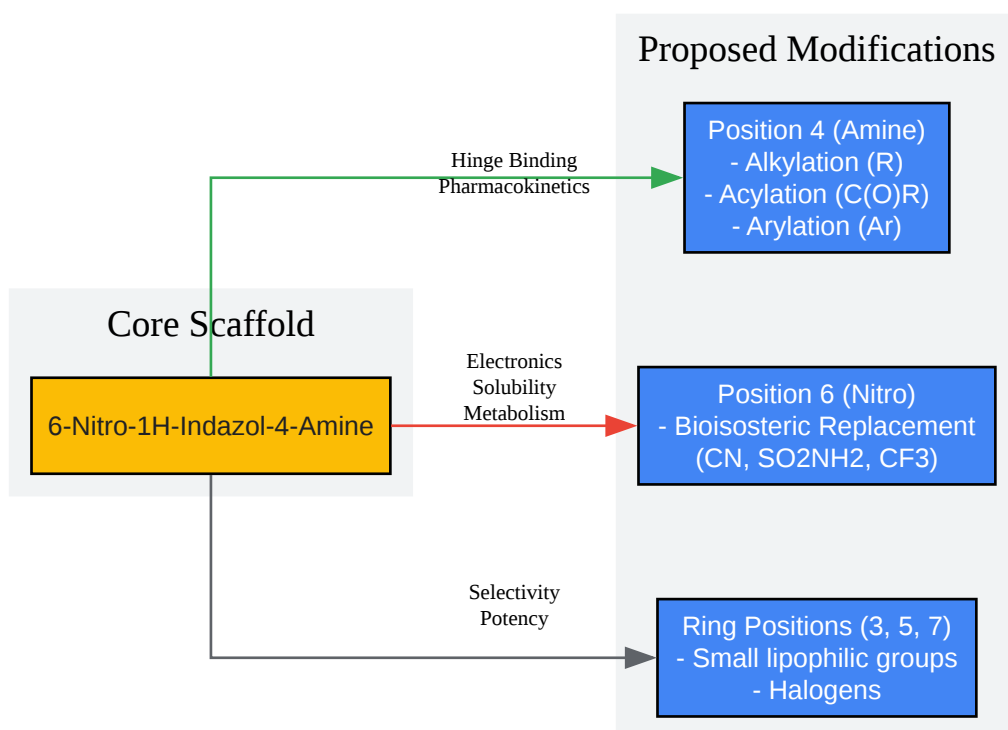 Proposed Modifications
Position 4 (Amine)
- Alkylation (R)
- Acylation (C(O)R)
- Arylation (Ar)
Hinge Binding
Pharmacokinetics
Core Scaffold
6-Nitro-1H-Indazol-4-Amine
Electronics
Solubility
Metabolism
Position 6 (Nitro)
- Bioisosteric Replacement
(CN, SO2NH2, CF3)
Selectivity
Potency
Ring Positions (3, 5, 7)
- Small lipophilic groups
- Halogens